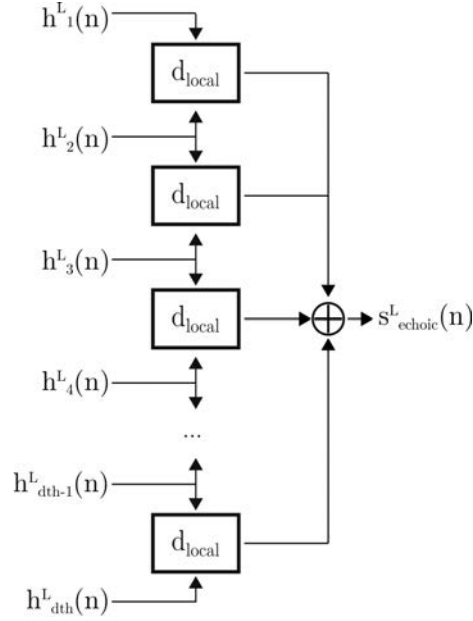 h^L_1(n)
d_local
h^L_2(n)
d_local
h^L_3(n)
d_local
s^L_echoic(n)
h^L_4(n)
...
h^L_dth-1(n)
d_local
h^L_dth(n)